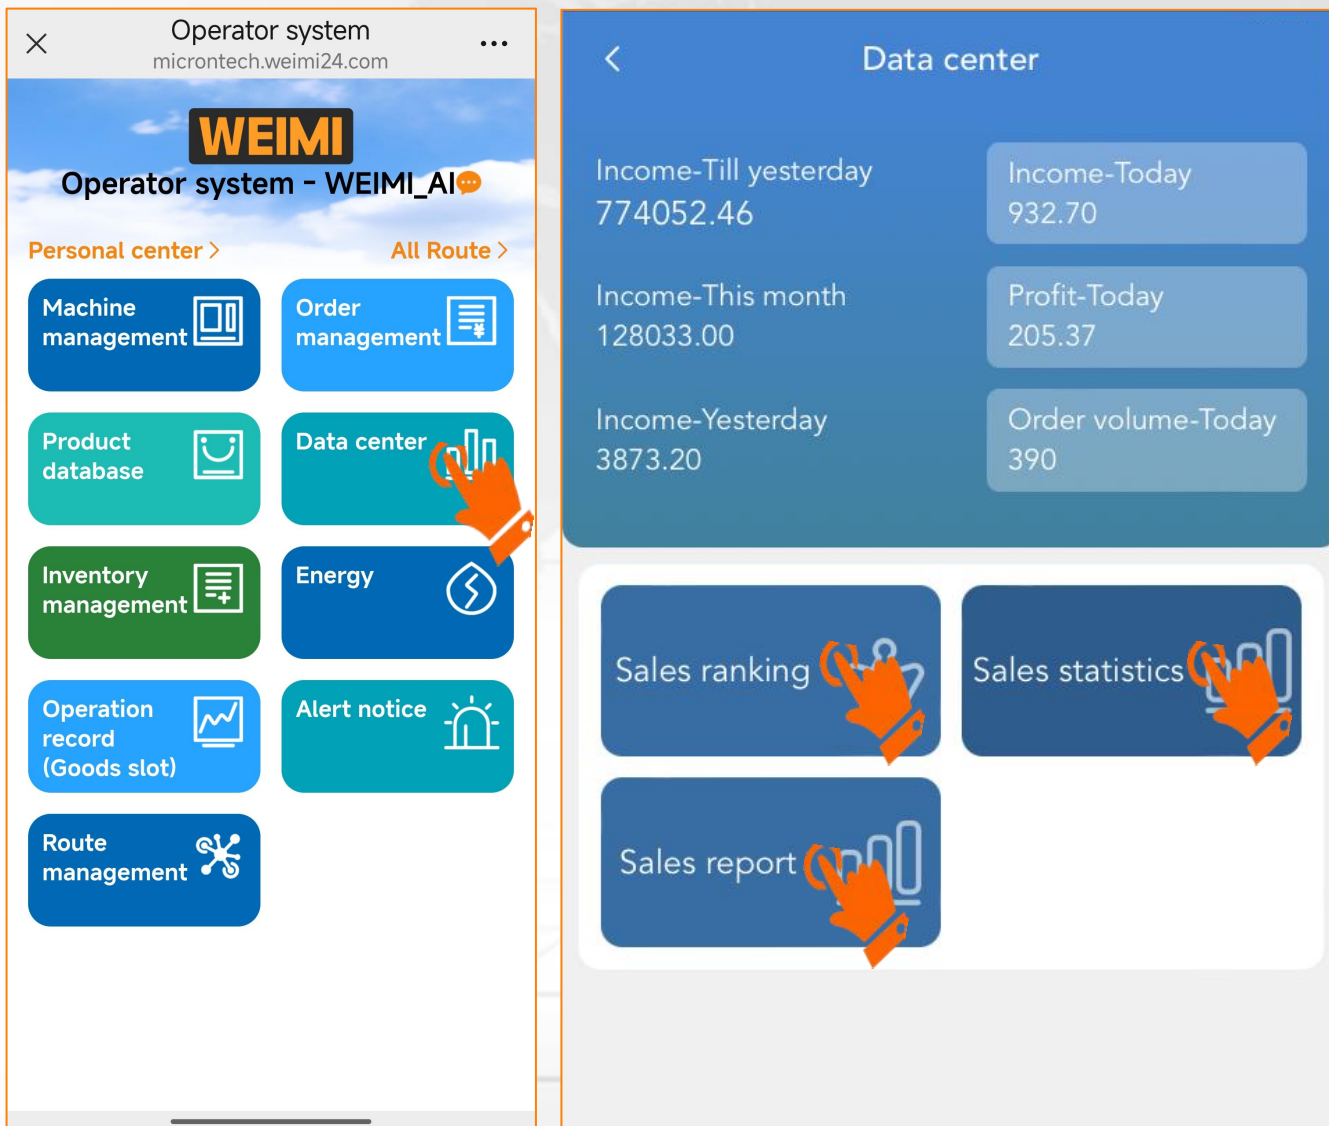 Operator system
microntech.weimi24.com
WEIMI
Operator system - WEIMI_AI
Personal center >
All Route >
Machine
management
Order
management
Product
database
Data center
Inventory
management
Energy
Operation
record
(Goods slot)
Alert notice
Route
management
Data center
Income-Till yesterday
774052.46
Income-Today
932.70
Income-This month
128033.00
Profit-Today
205.37
Income-Yesterday
3873.20
Order volume-Today
390
Sales ranking
Sales statistics
Sales report